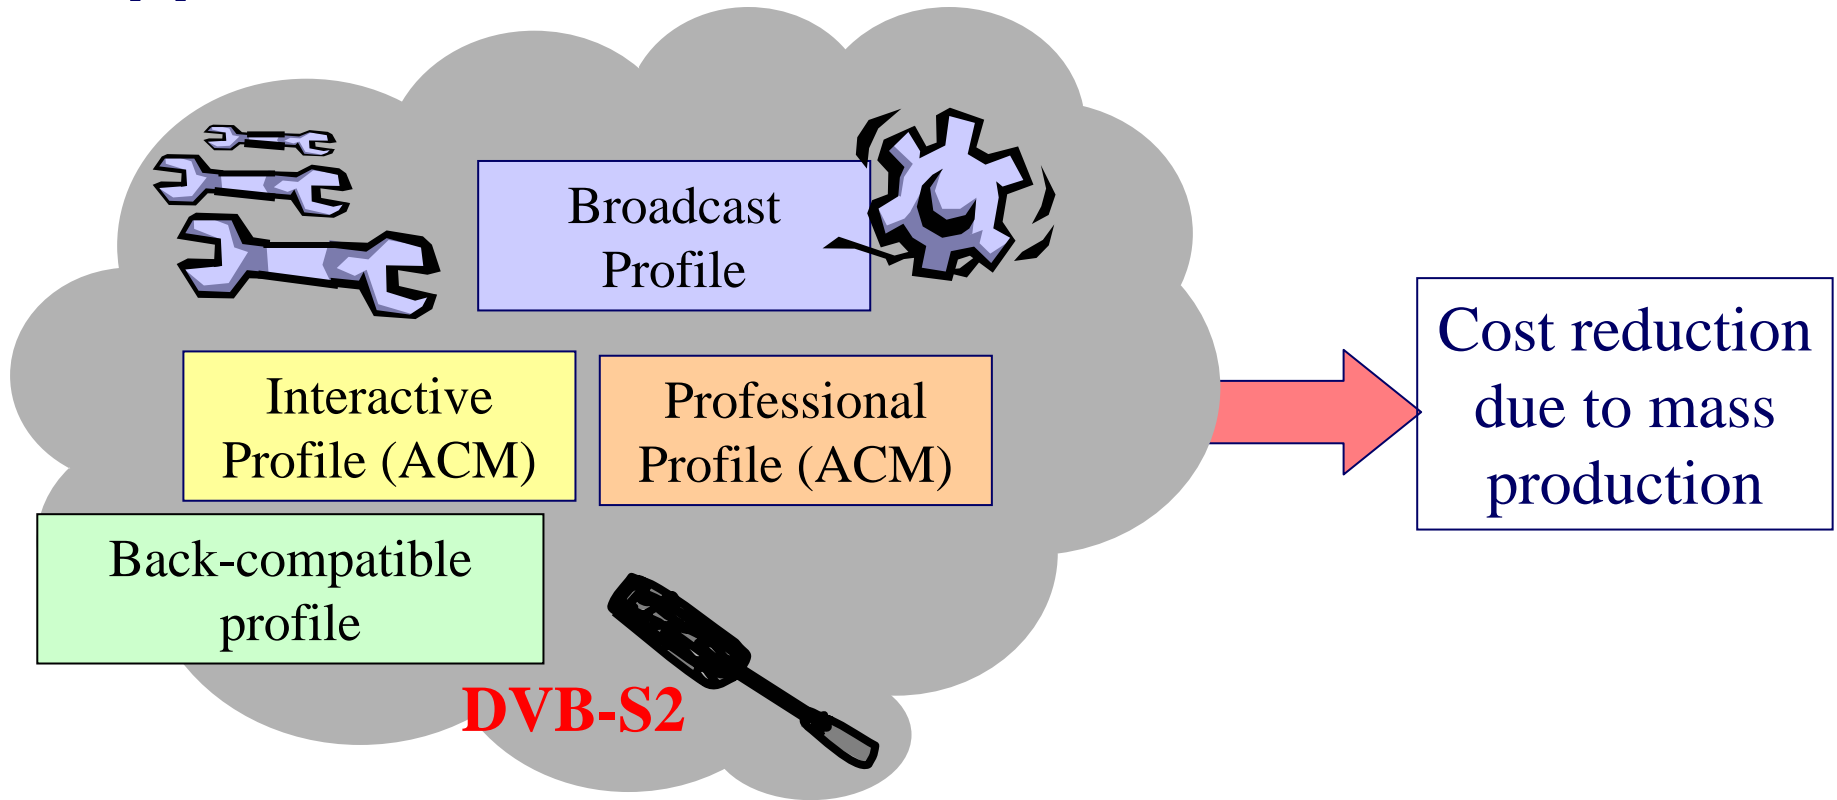 Broadcast
Profile
Interactive
Profile (ACM)
Professional
Profile (ACM)
Back-compatible
profile
DVB-S2
Cost reduction
due to mass
production